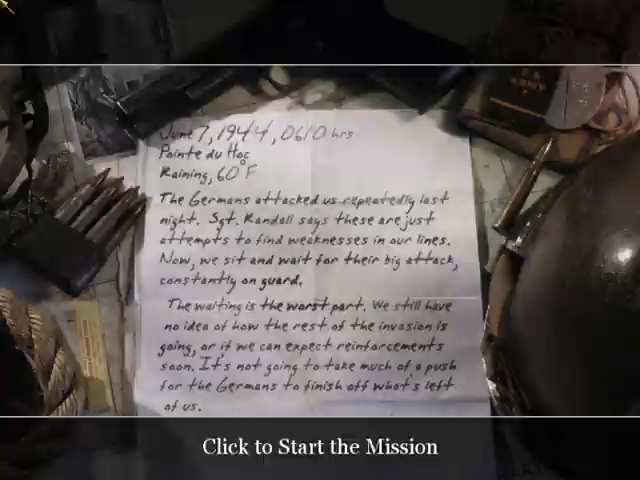 June 7, 1944, 0610 hrs
Pointe du Hoc
Raining, 60°F
The Germans attacked us repeatedly last
night. Sgt. Randall says these are just
attempts to find weaknesses in our lines.
Now, we sit and wait for their big attack,
constantly on guard.
The waiting is the worst part. We still have
no idea of how the rest of the invasion is
going, or if we can expect reinforcements
soon. It's not going to take much of a push
for the Germans to finish off what's left
of us.
U.S.
ARMY
Click to Start the Mission